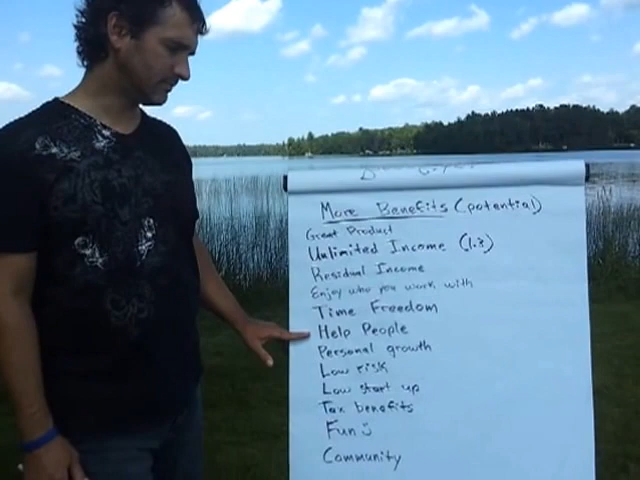 More Benefits (potential)
Great Product
Unlimited Income (1.3)
Residual Income
Enjoy who you work with
Time Freedom
Help People
Personal growth
Low risk
Low start up
Tax benefits
Fun
Community